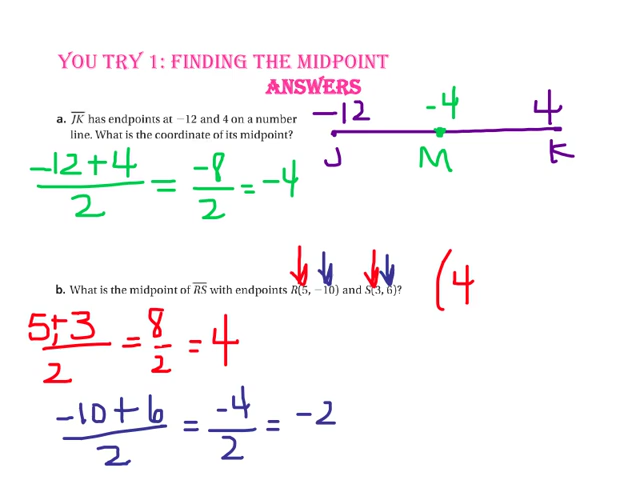 YOU TRY 1: FINDING THE MIDPOINT
ANSWERS
a. JK has endpoints at −12 and 4 on a number
line. What is the coordinate of its midpoint?
−12 -4 4
J M K
-12+4/2 = -8/2 = -4
b. What is the midpoint of RS with endpoints R(5, −10) and S(3, 6)?
(4
5+3/2 = 8/2 = 4
-10+6/2 = -4/2 = -2